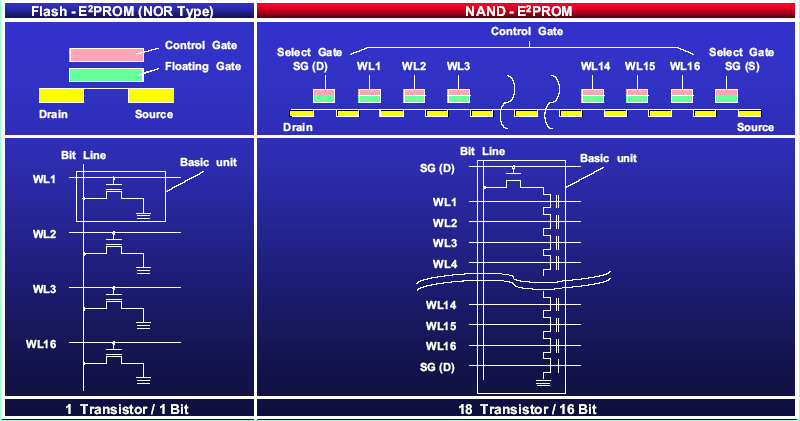 Flash - E²PROM (NOR Type)
NAND - E²PROM
Control Gate
Floating Gate
Drain
Source
Control Gate
Select Gate
SG (D)
WL1
WL2
WL3
WL14
WL15
WL16
Select Gate
SG (S)
Drain
Source
Bit Line
Basic unit
WL1
WL2
WL3
WL16
Bit Line
Basic unit
SG (D)
WL1
WL2
WL3
WL4
WL14
WL15
WL16
SG (D)
1 Transistor / 1 Bit
18 Transistor / 16 Bit